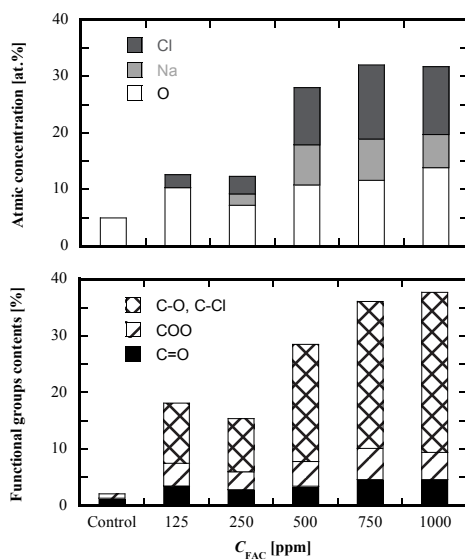 Atmic concentration [at.%]
40
30
20
10
0
Cl
Na
O
Functional groups contents [%]
40
30
20
10
0
C-O, C-Cl
COO
C=O
Control 125 250 500 750 1000
C_FAC [ppm]